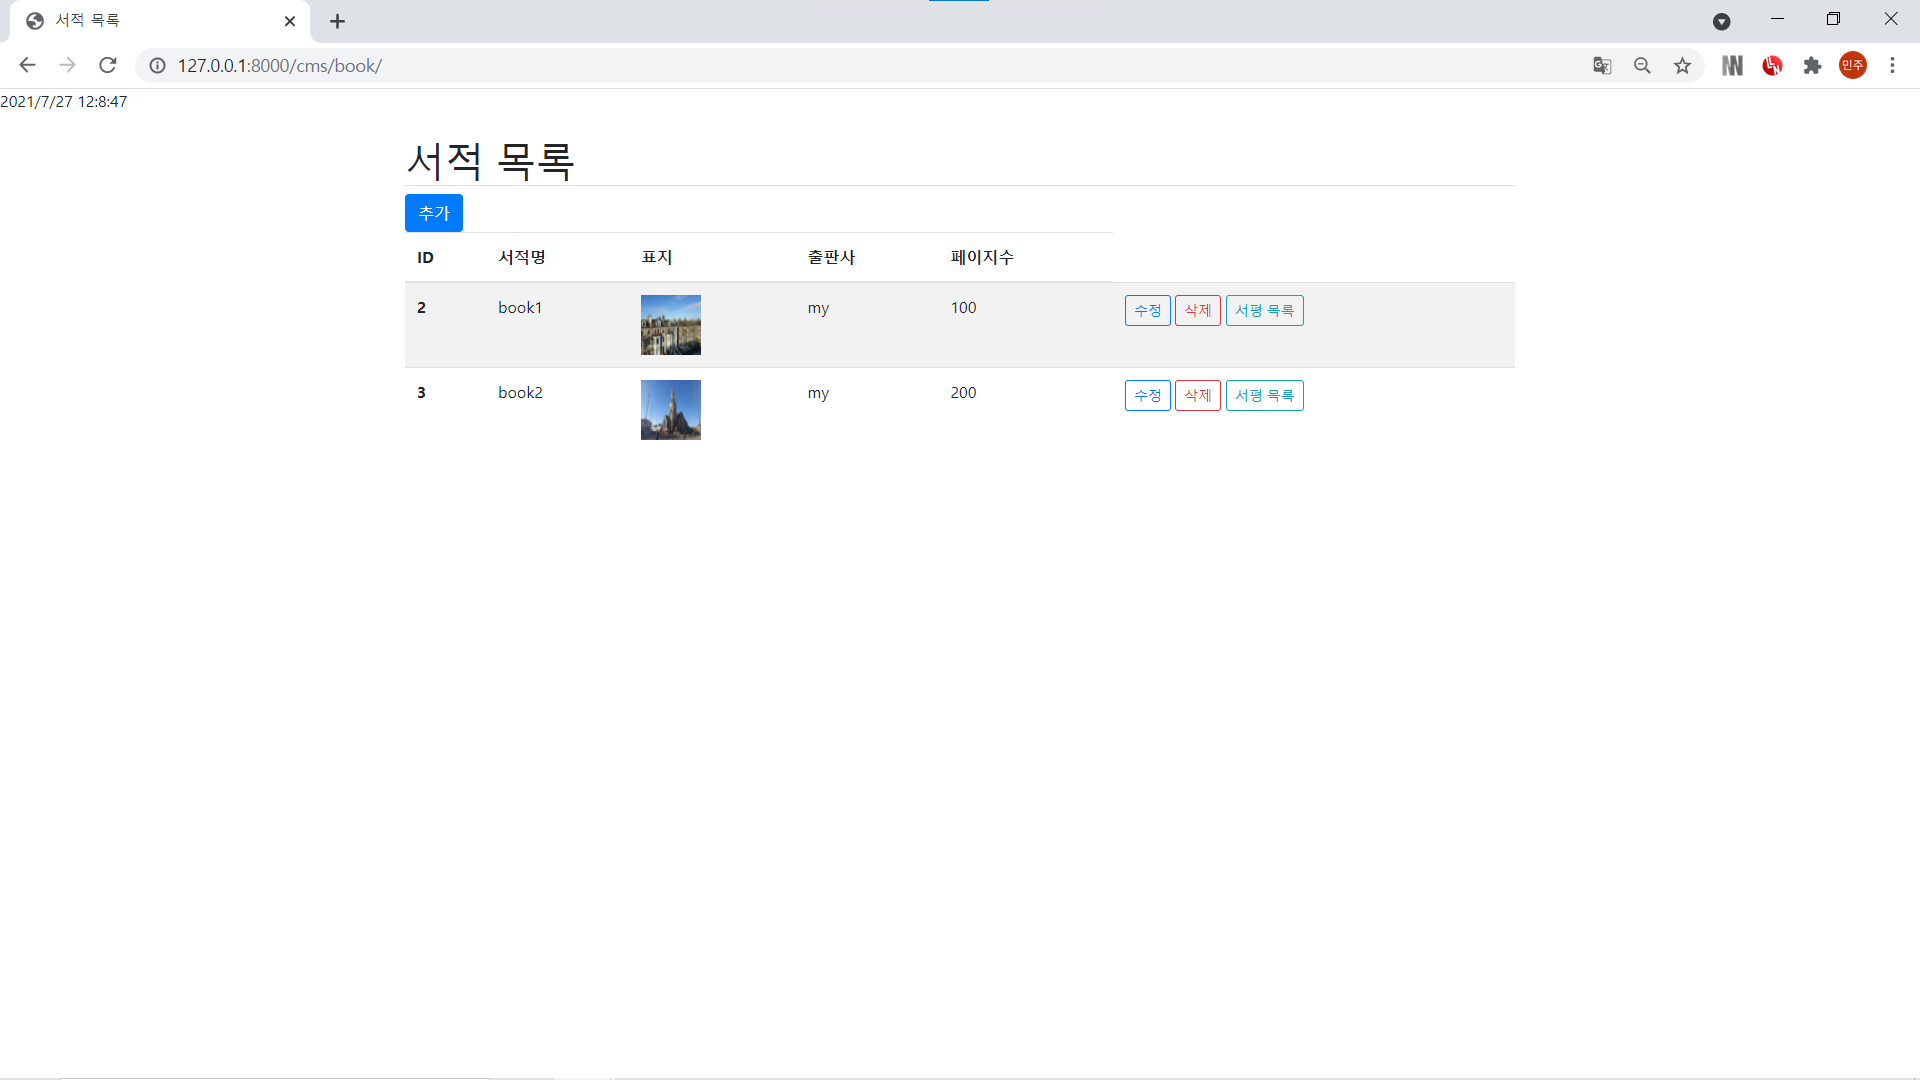 서적 목록
127.0.0.1:8000/cms/book/
민주
2021/7/27 12:8:47
서적 목록
추가
ID 서적명 표지 출판사 페이지수
2 book1 my 100 수정 삭제 서평 목록
3 book2 my 200 수정 삭제 서평 목록